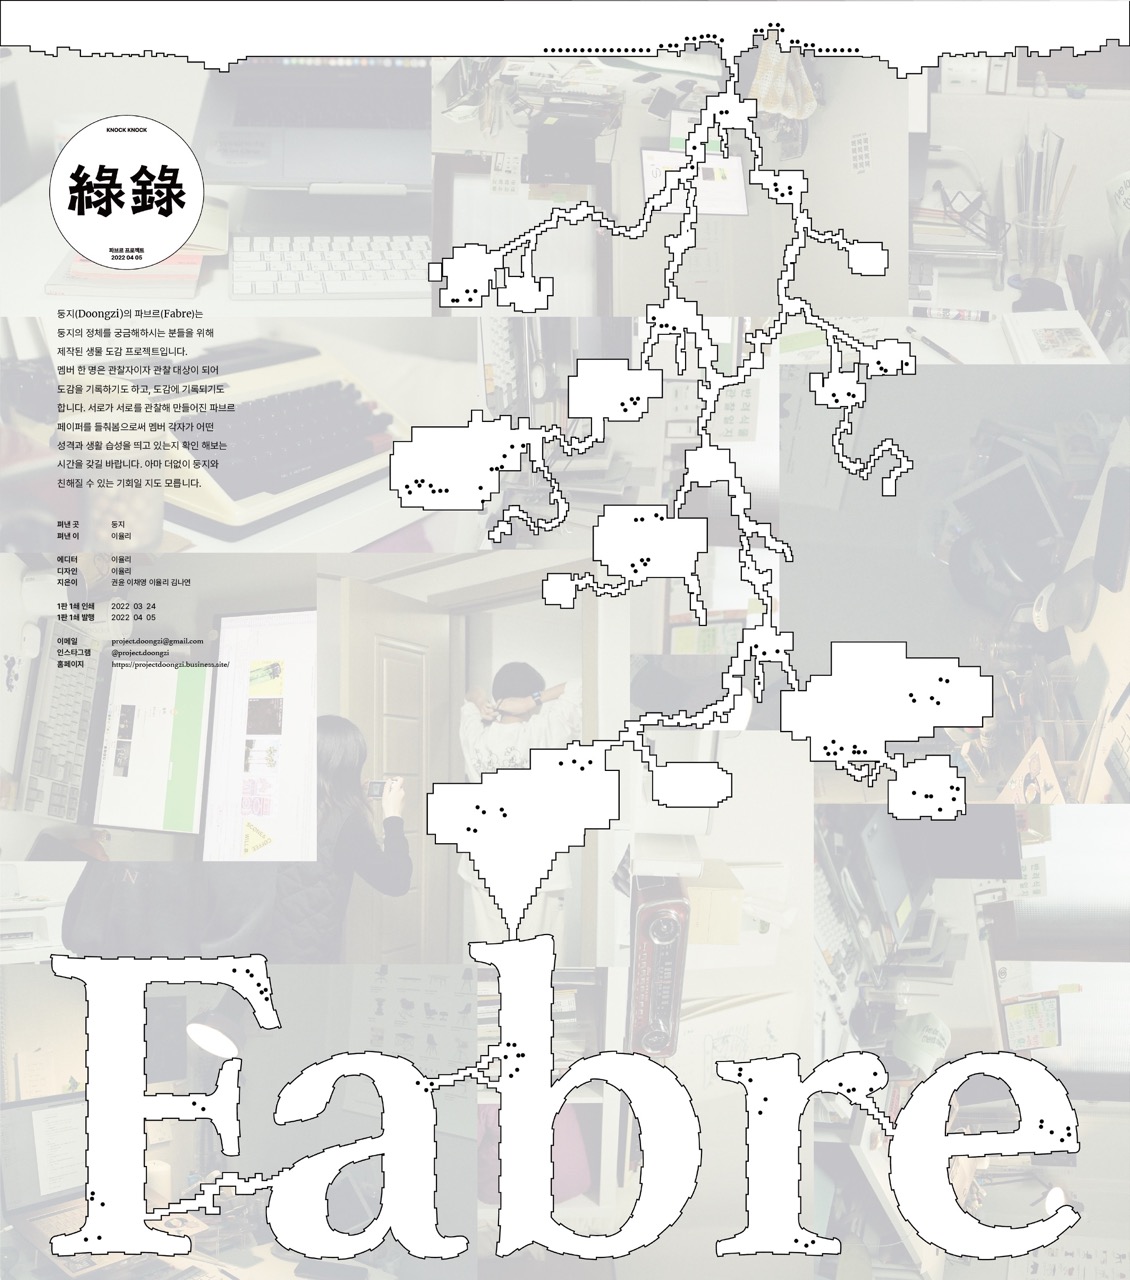 KNOCK KNOCK
綠錄
파브르 프로젝트
2022 04 05
둥지(Doongzi)의 파브르(Fabre)는
둥지의 정체를 궁금해하시는 분들을 위해
제작된 생물 도감 프로젝트입니다.
멤버 한 명은 관찰자이자 관찰 대상이 되어
도감을 기록하기도 하고, 도감에 기록되기도
합니다. 서로가 서로를 관찰해 만들어진 파브르
페이퍼를 들춰봄으로써 멤버 각자가 어떤
성격과 생활 습성을 띄고 있는지 확인 해보는
시간을 갖길 바랍니다. 아마 더없이 둥지와
친해질 수 있는 기회일 지도 모릅니다.
펴낸 곳 둥지
펴낸 이 이율리
에디터 이율리
디자인 이율리
지은이 권윤 이채영 이율리 김나연
1판 1쇄 인쇄 2022 03 24
1판 1쇄 발행 2022 04 05
이메일 project.doongzi@gmail.com
인스타그램 @project.doongzi
홈페이지 https://projectdoongzi.business.site/
Fabre